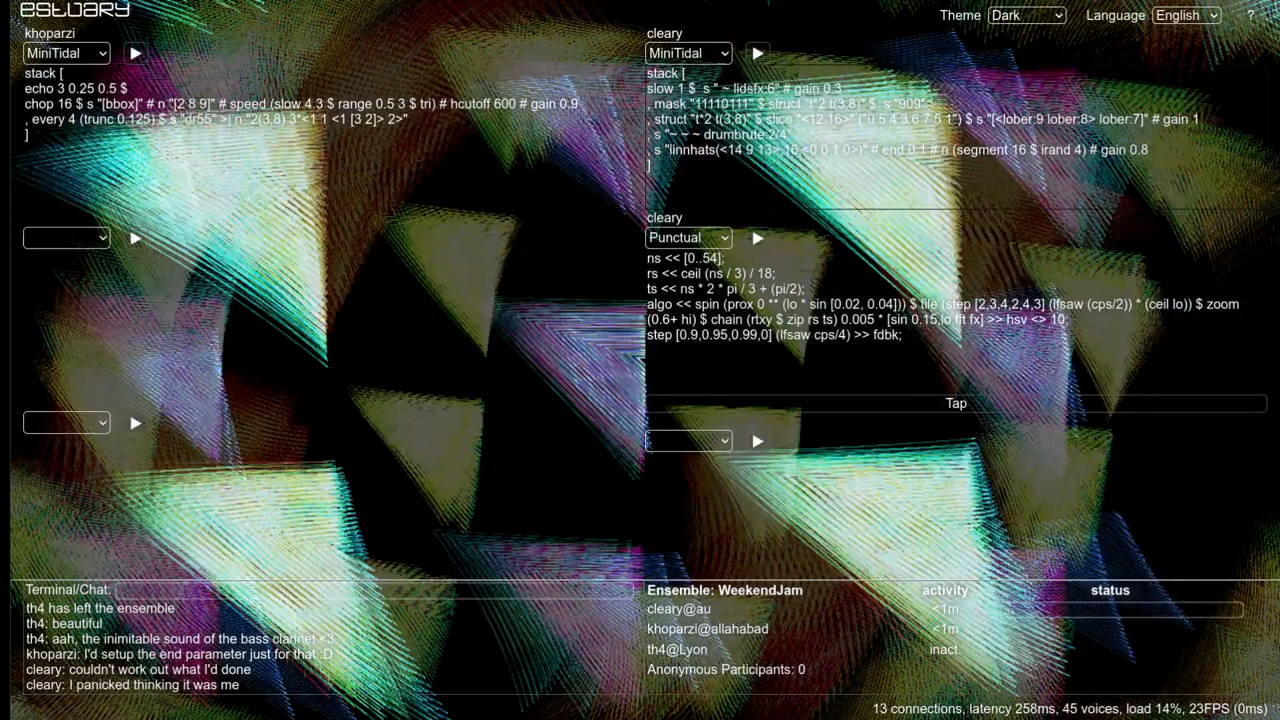 estuary
Theme Dark Language English ?
khoparzi
MiniTidal
stack [
echo 3 0.25 0.5 $
chop 16 $ s "[bbox]" # n "[2 8 9]" # speed (slow 4.3 $ range 0.5 3 $ tri) # hcutoff 600 # gain 0.9
, every 4 (trunc 0.125) $ s "dr55" >| n "2(3,8) 3*<1 1 <1 [3 2]> 2>"
]
cleary
MiniTidal
stack [
slow 1 $ s " ~ lidsfx:6" # gain 0.3
, mask "11110111" $ struct "t*2 t(3,8)" $ s "909"
, struct "t*2 t(3,8)" $ slice "<12 16>" ("0 5 4 3 6 7 5 1") $ s "[<lober:9 lober:8> lober:7]" # gain 1
, s "~ ~ ~ drumbrute:2/4"
, s "linnhats(<14 9 13>,16,<0 0 1 0>)" # end 0.1 # n (segment 16 $ irand 4) # gain 0.8
]
cleary
Punctual
ns << [0..54];
rs << ceil (ns / 3) / 18;
ts << ns * 2 * pi / 3 + (pi/2);
algo << spin (prox 0 ** (lo * sin [0.02, 0.04])) $ tile (step [2,3,4,2,4,3] (lfsaw (cps/2)) * (ceil lo)) $ zoom
(0.6+ hi) $ chain (rtxy $ zip rs ts) 0.005 * [sin 0.15,lo fft fx] >> hsv <> 10;
step [0.9,0.95,0.99,0] (lfsaw cps/4) >> fdbk;
Tap
Terminal/Chat:
th4 has left the ensemble
th4: beautiful
th4: aah, the inimitable sound of the bass clarinet <3
khoparzi: I'd setup the end parameter just for that :D
cleary: couldn't work out what I'd done
cleary: I panicked thinking it was me
Ensemble: WeekendJam activity status
cleary@au <1m
khoparzi@allahabad <1m
th4@Lyon inact.
Anonymous Participants: 0
13 connections, latency 258ms, 45 voices, load 14%, 23FPS (0ms)